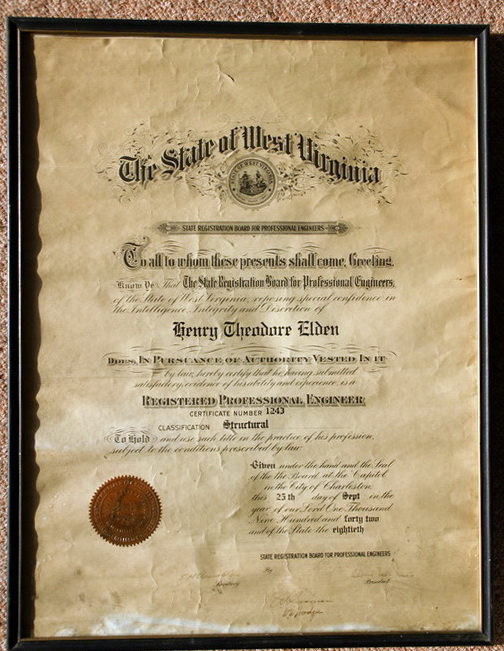 The State of West Virginia
STATE REGISTRATION BOARD FOR PROFESSIONAL ENGINEERS
To all to whom these presents shall come, Greeting,
Know Ye That The State Registration Board for Professional Engineers,
of the State of West Virginia, reposing special confidence in
the Intelligence, Integrity and Discretion of
Henry Theodore Elden
Does, In Pursuance of Authority Vested In It
by law, hereby certify that he having submitted
satisfactory evidence of his ability and experience is a
Registered Professional Engineer
CERTIFICATE NUMBER 1243
CLASSIFICATION Structural
To Hold and use such title in the practice of his profession,
subject to the conditions prescribed by law
Given under the hand and the Seal
of the the Board at the Capitol
in the City of Charleston,
this 25th day of Sept in the
year of our Lord One Thousand
Nine Hundred and forty two
and of the State the eightieth
STATE REGISTRATION BOARD FOR PROFESSIONAL ENGINEERS
By
Secretary
President